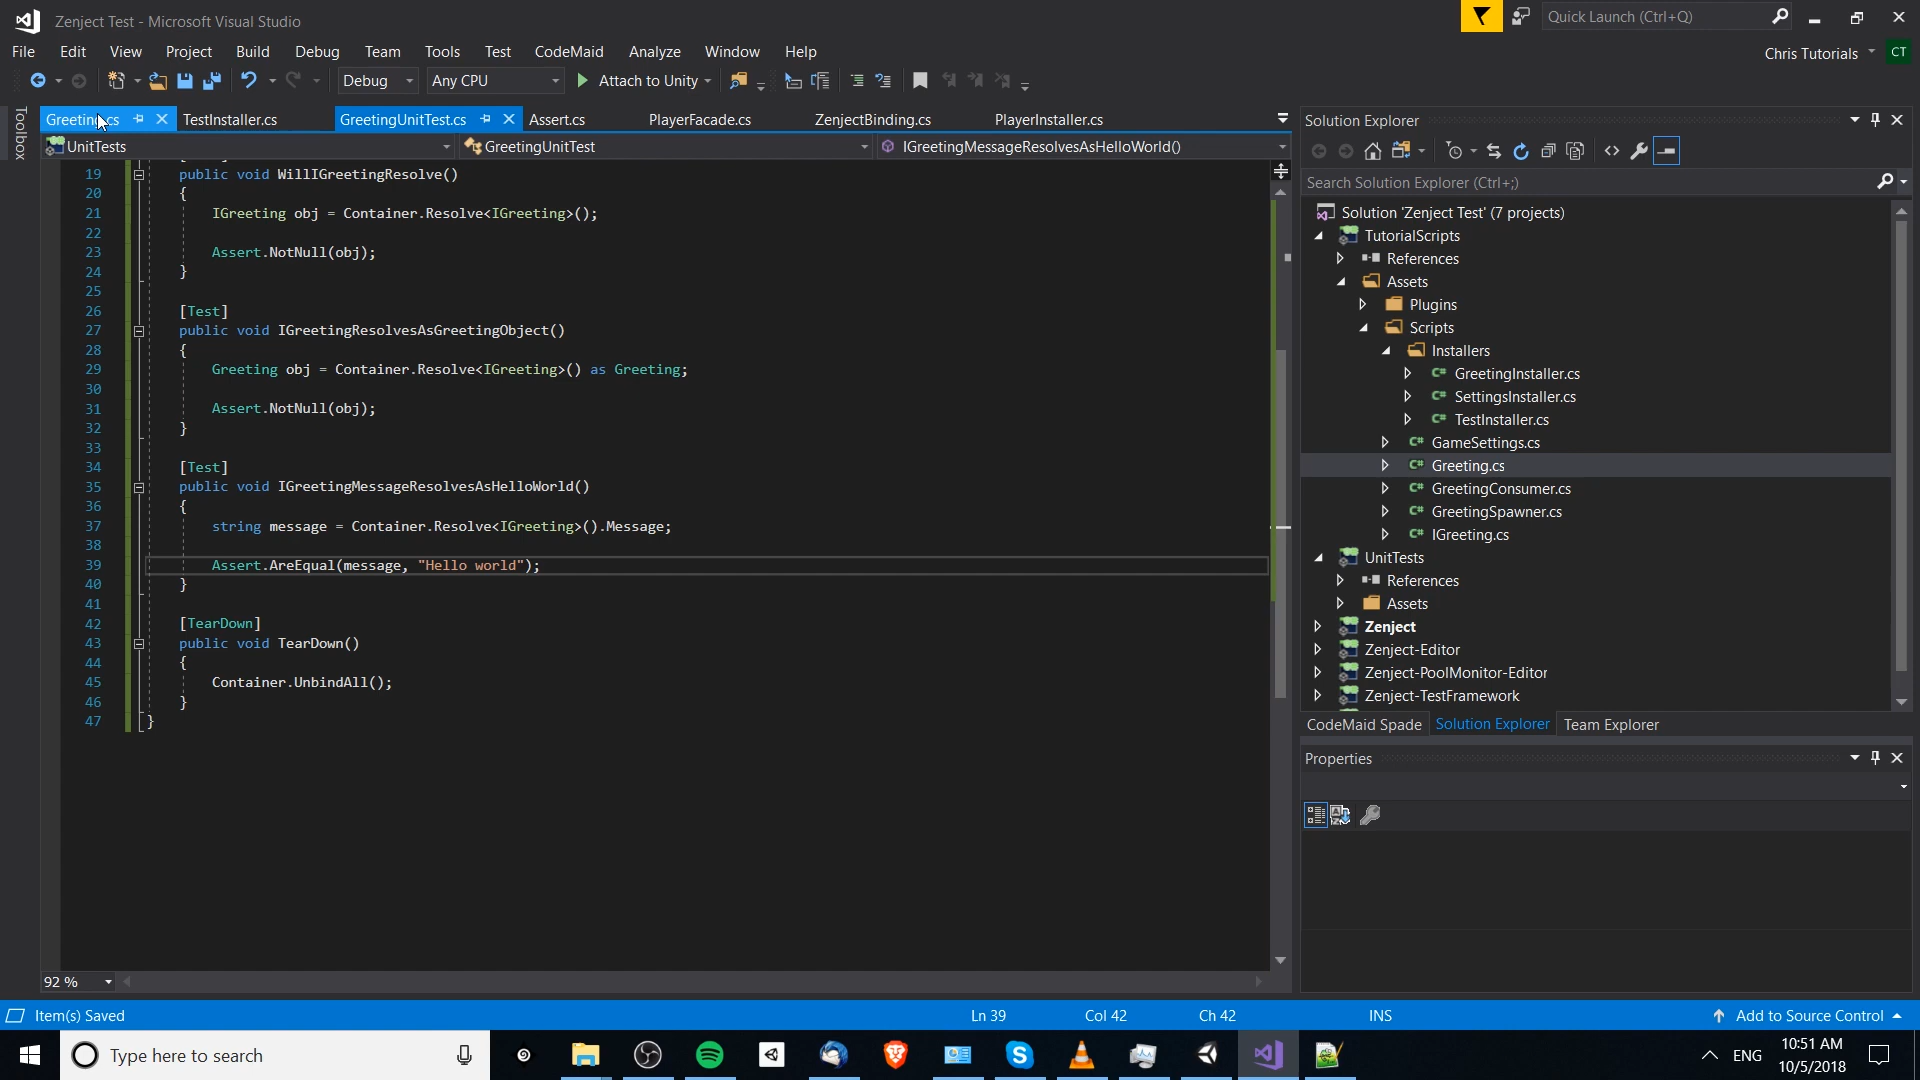 Zenject Test - Microsoft Visual Studio
Quick Launch (Ctrl+Q)
File Edit View Project Build Debug Team Tools Test CodeMaid Analyze Window Help
Chris Tutorials CT
Debug Any CPU Attach to Unity
Toolbox
Greeting.cs TestInstaller.cs GreetingUnitTest.cs Assert.cs PlayerFacade.cs ZenjectBinding.cs PlayerInstaller.cs
UnitTests GreetingUnitTest IGreetingMessageResolvesAsHelloWorld()
19 public void WillIGreetingResolve()
20 {
21 IGreeting obj = Container.Resolve<IGreeting>();
22
23 Assert.NotNull(obj);
24 }
25
26 [Test]
27 public void IGreetingResolvesAsGreetingObject()
28 {
29 Greeting obj = Container.Resolve<IGreeting>() as Greeting;
30
31 Assert.NotNull(obj);
32 }
33
34 [Test]
35 public void IGreetingMessageResolvesAsHelloWorld()
36 {
37 string message = Container.Resolve<IGreeting>().Message;
38
39 Assert.AreEqual(message, "Hello world");
40 }
41
42 [TearDown]
43 public void TearDown()
44 {
45 Container.UnbindAll();
46 }
47 }
92 %
Solution Explorer
Search Solution Explorer (Ctrl+;)
Solution 'Zenject Test' (7 projects)
TutorialScripts
References
Assets
Plugins
Scripts
Installers
C# GreetingInstaller.cs
C# SettingsInstaller.cs
C# TestInstaller.cs
C# GameSettings.cs
C# Greeting.cs
C# GreetingConsumer.cs
C# GreetingSpawner.cs
C# IGreeting.cs
UnitTests
References
Assets
Zenject
Zenject-Editor
Zenject-PoolMonitor-Editor
Zenject-TestFramework
CodeMaid Spade Solution Explorer Team Explorer
Properties
Item(s) Saved Ln 39 Col 42 Ch 42 INS Add to Source Control
Type here to search
ENG
10:51 AM
10/5/2018